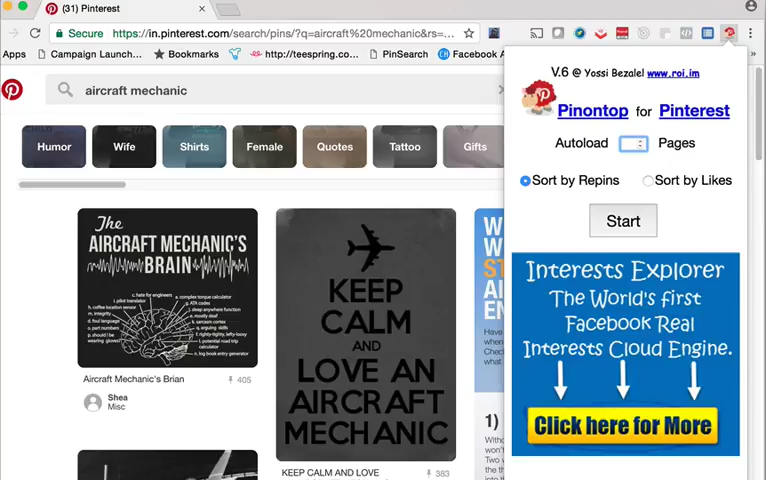 (31) Pinterest
Secure
https://in.pinterest.com/search/pins/?q=aircraft%20mechanic&rs=...
Apps
Campaign Launch...
Bookmarks
http://teespring.co...
PinSearch
Facebook A
aircraft mechanic
Humor
Wife
Shirts
Female
Quotes
Tattoo
Gifts
The
AIRCRAFT MECHANIC'S
BRAIN
Aircraft Mechanic's Brian
405
Shea
Misc
KEEP
CALM
AND
LOVE AN
AIRCRAFT
MECHANIC
KEEP CALM AND LOVE
383
1)
V.6 @ Yossi Bezalel www.roi.im
Pinontop for Pinterest
Autoload
Pages
Sort by Repins
Sort by Likes
Start
Interests Explorer
The World's first
Facebook Real
Interests Cloud Engine.
Click here for More